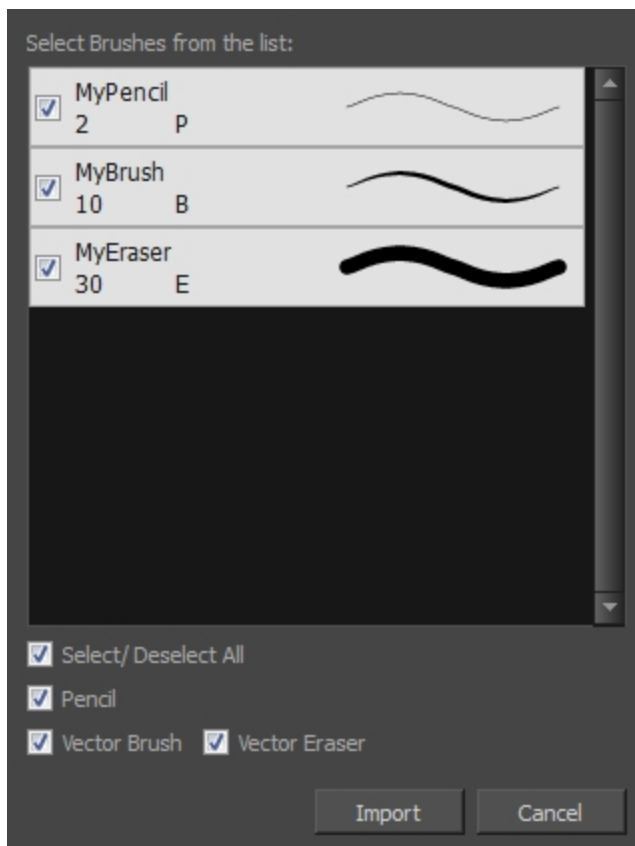 Select Brushes from the list:
MyPencil
2 P
MyBrush
10 B
MyEraser
30 E
Select/ Deselect All
Pencil
Vector Brush Vector Eraser
Import Cancel